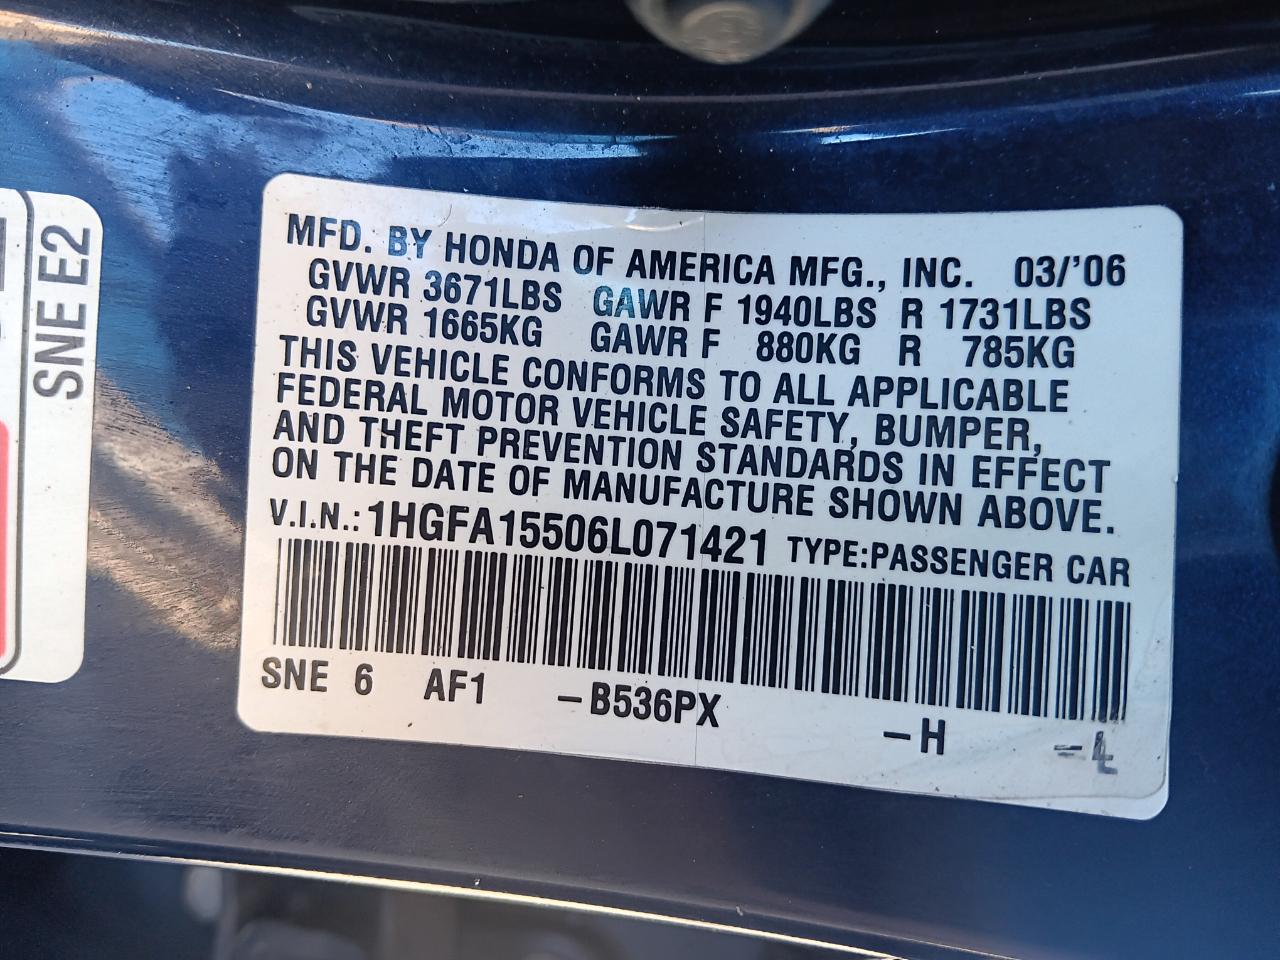 SNE E2
MFD. BY HONDA OF AMERICA MFG., INC. 03/'06
GVWR 3671LBS GAWR F 1940LBS R 1731LBS
GVWR 1665KG GAWR F 880KG R 785KG
THIS VEHICLE CONFORMS TO ALL APPLICABLE
FEDERAL MOTOR VEHICLE SAFETY, BUMPER,
AND THEFT PREVENTION STANDARDS IN EFFECT
ON THE DATE OF MANUFACTURE SHOWN ABOVE.
V.I.N.: 1HGFA15506L071421 TYPE:PASSENGER CAR
SNE 6 AF1 –B536PX –H